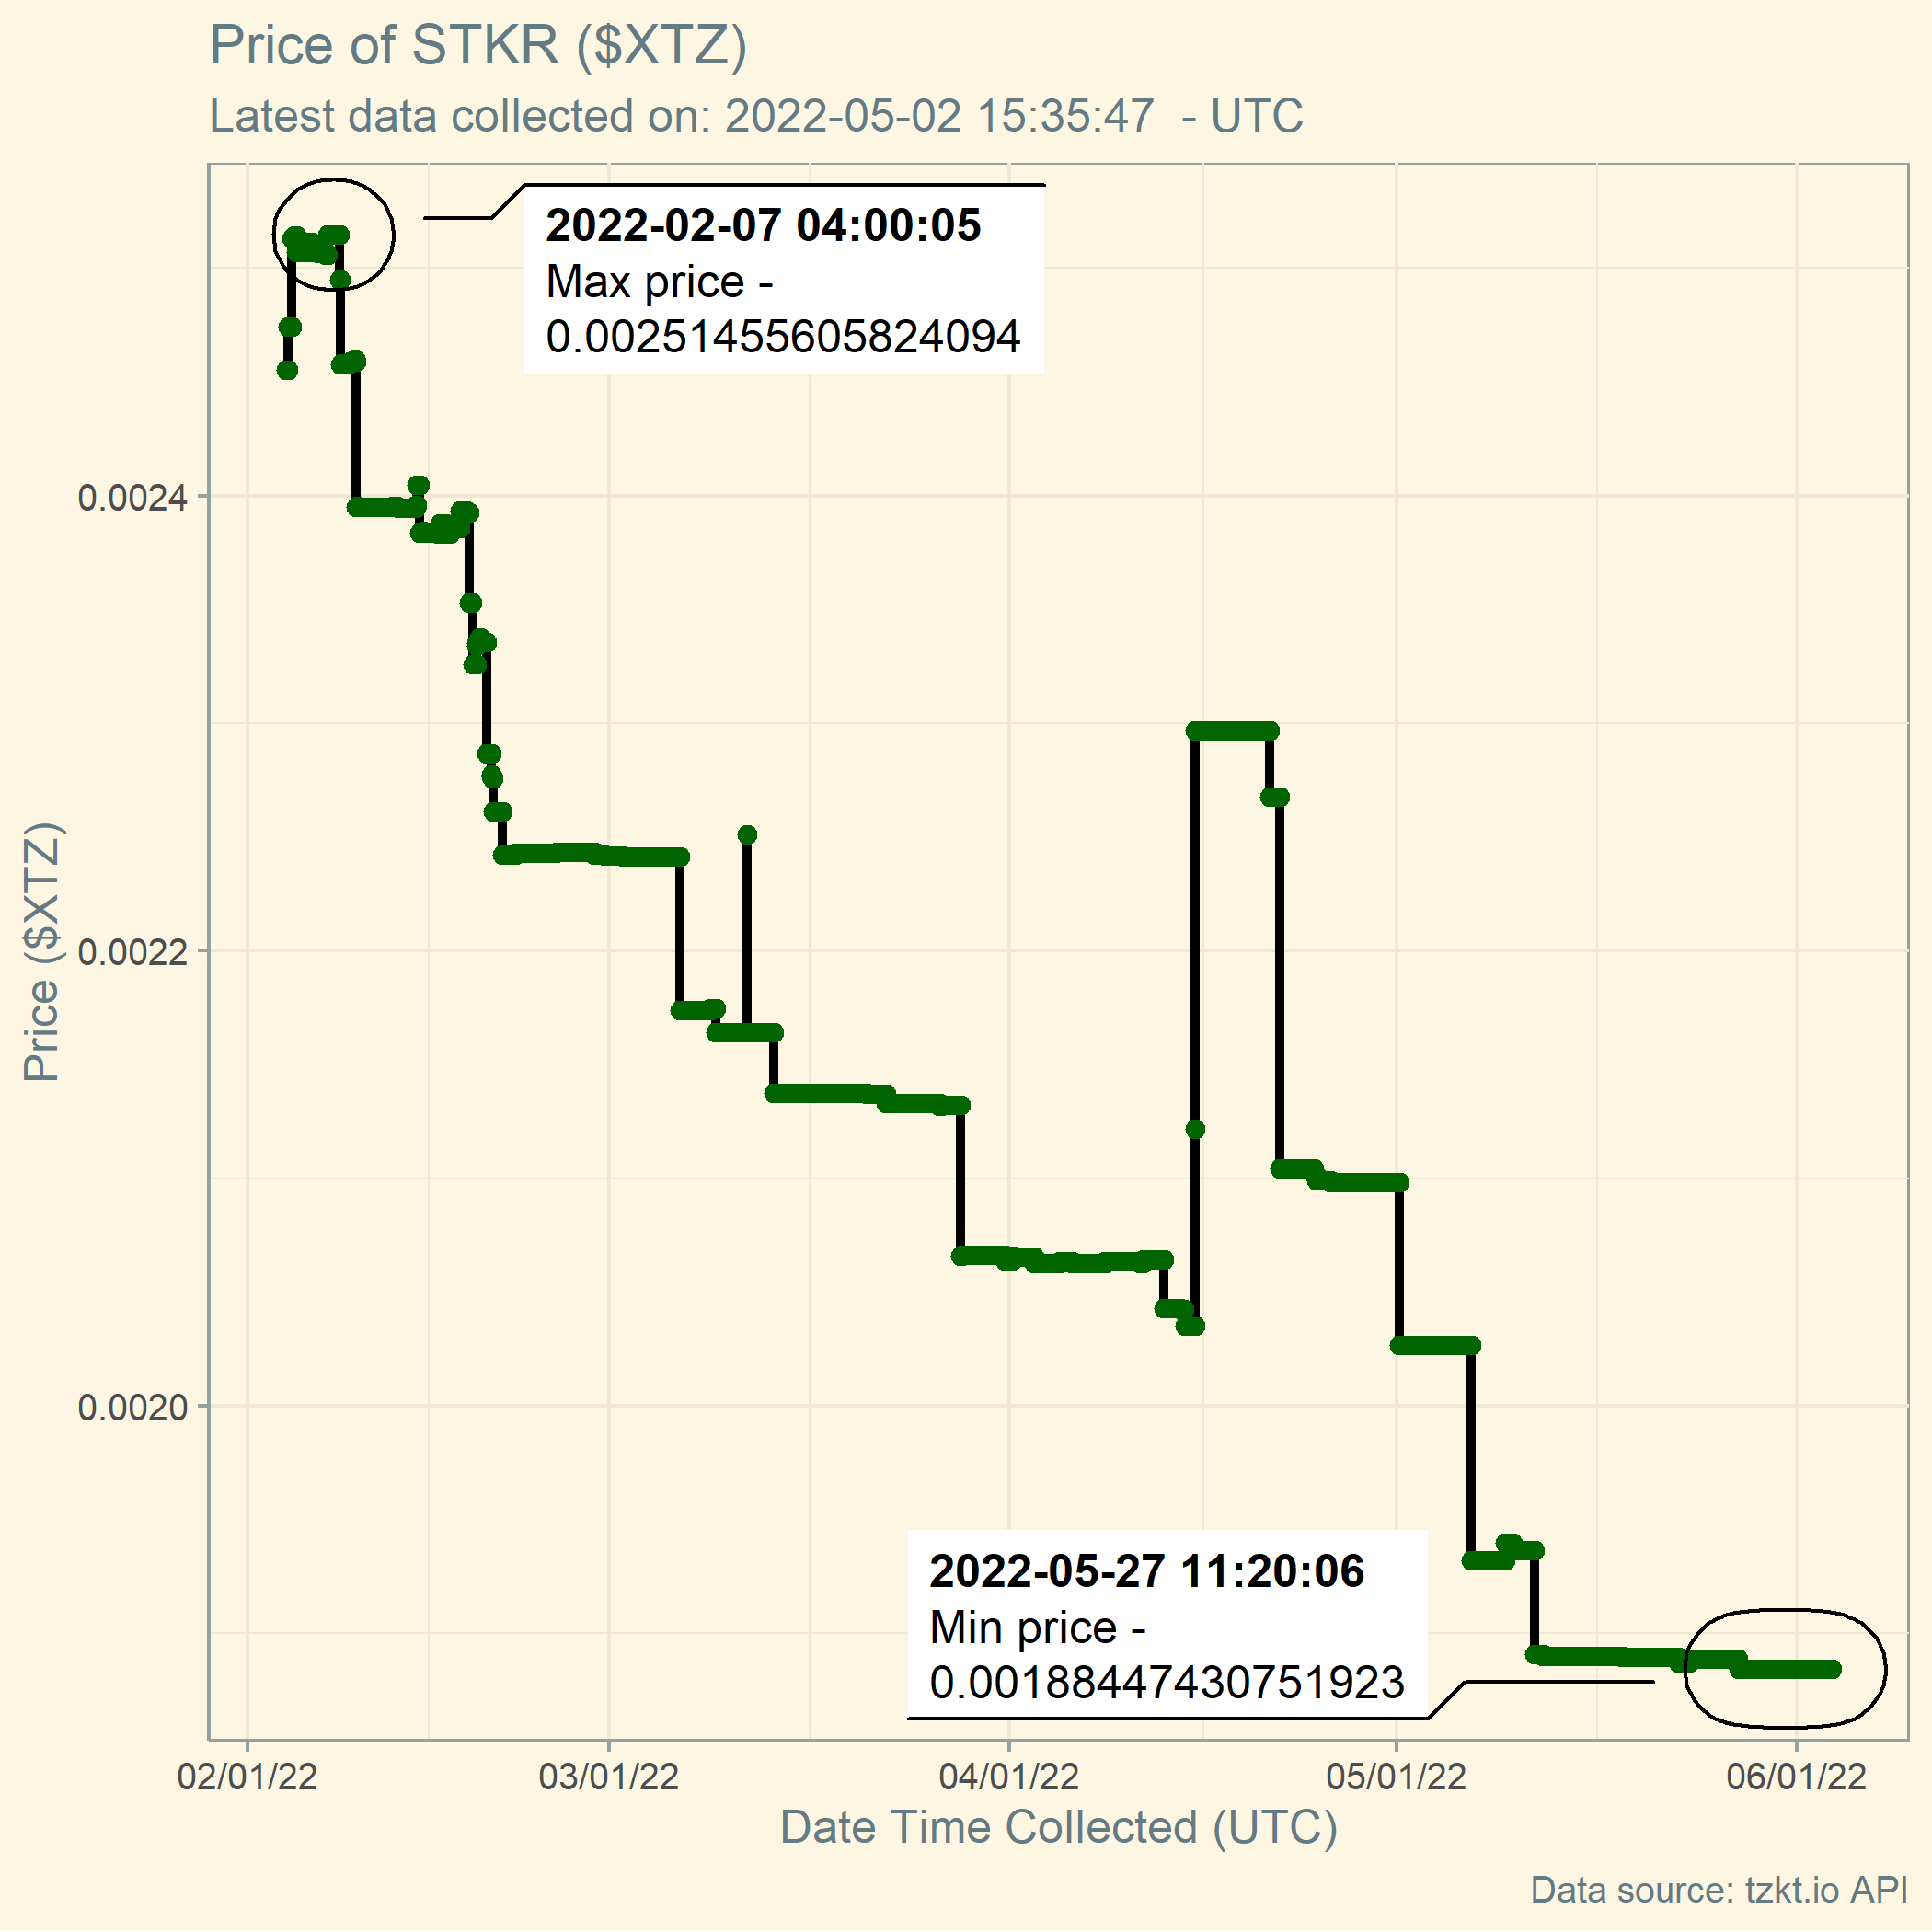 Price of STKR ($XTZ)
Latest data collected on: 2022-05-02 15:35:47  - UTC
2022-02-07 04:00:05
Max price -
0.00251455605824094
0.0024
0.0022
0.0020
Price ($XTZ)
2022-05-27 11:20:06
Min price -
0.00188447430751923
02/01/22
03/01/22
04/01/22
05/01/22
06/01/22
Date Time Collected (UTC)
Data source: tzkt.io API